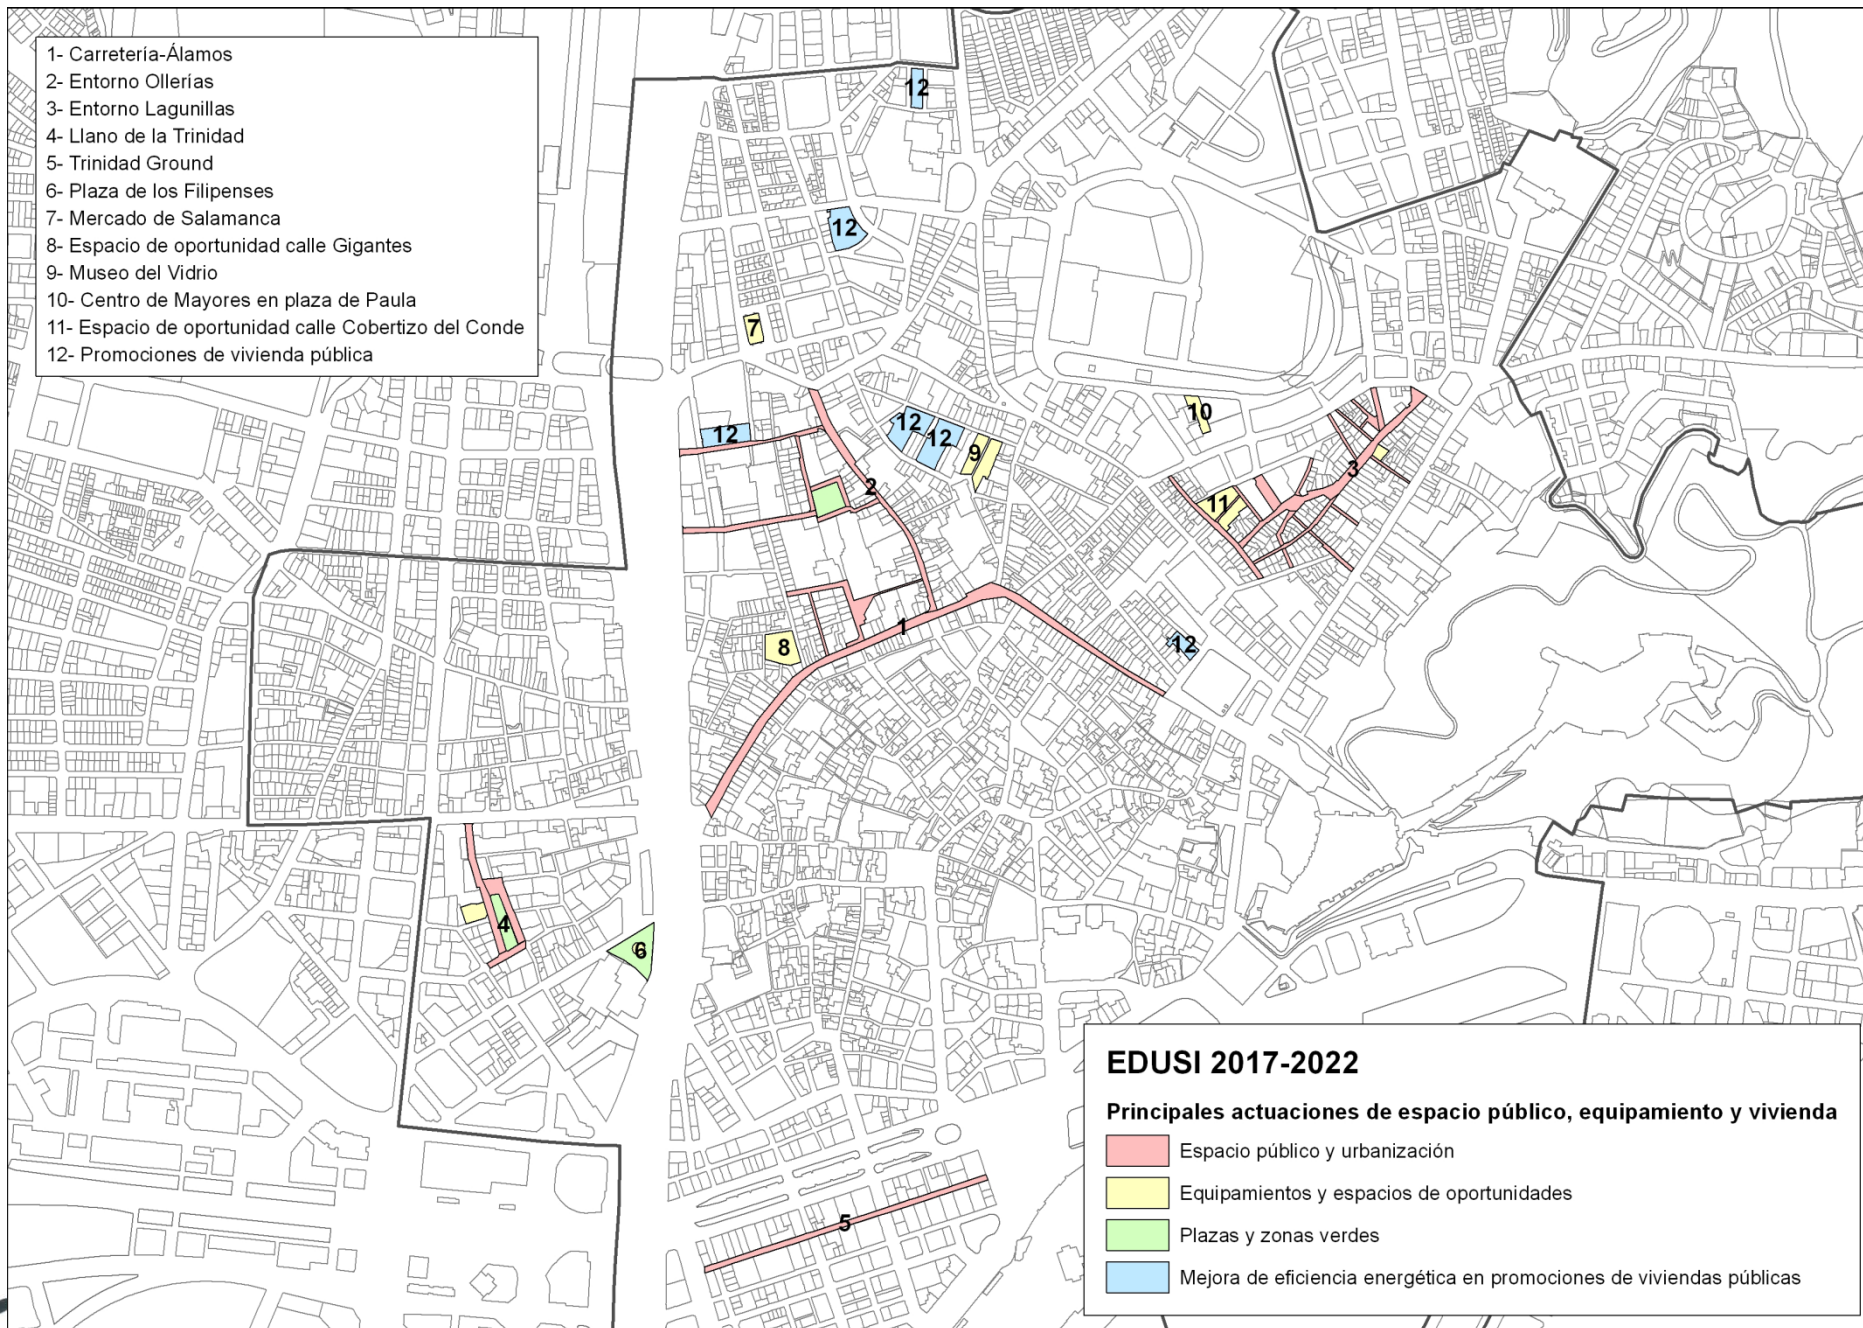 1- Carretería-Álamos
2- Entorno Ollerías
3- Entorno Lagunillas
4- Llano de la Trinidad
5- Trinidad Ground
6- Plaza de los Filipenses
7- Mercado de Salamanca
8- Espacio de oportunidad calle Gigantes
9- Museo del Vidrio
10- Centro de Mayores en plaza de Paula
11- Espacio de oportunidad calle Cobertizo del Conde
12- Promociones de vivienda pública
12
12
7
12
12
12
9
10
3
2
11
1
8
12
4
6
5
EDUSI 2017-2022
Principales actuaciones de espacio público, equipamiento y vivienda
Espacio público y urbanización
Equipamientos y espacios de oportunidades
Plazas y zonas verdes
Mejora de eficiencia energética en promociones de viviendas públicas